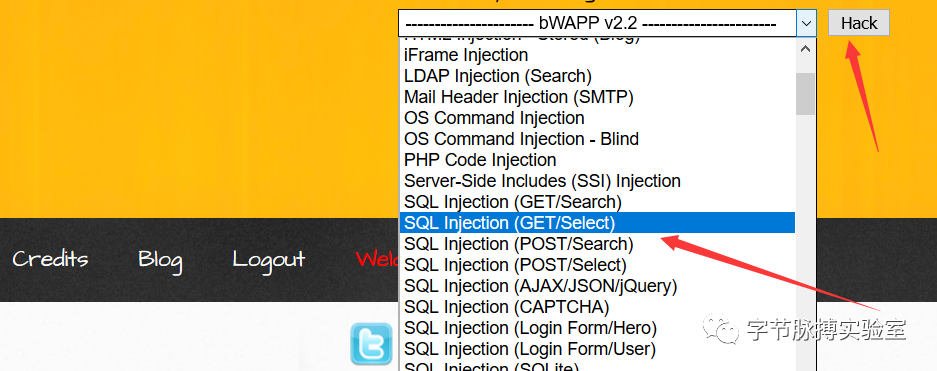 ---------------------- bWAPP v2.2 -----------------------
Hack
iFrame Injection
LDAP Injection (Search)
Mail Header Injection (SMTP)
OS Command Injection
OS Command Injection - Blind
PHP Code Injection
Server-Side Includes (SSI) Injection
SQL Injection (GET/Search)
SQL Injection (GET/Select)
SQL Injection (POST/Search)
SQL Injection (POST/Select)
SQL Injection (AJAX/JSON/jQuery)
SQL Injection (CAPTCHA)
SQL Injection (Login Form/Hero)
SQL Injection (Login Form/User)
SQL Injection (SQLite)
Credits
Blog
Logout
Welc
字节脉搏实验室